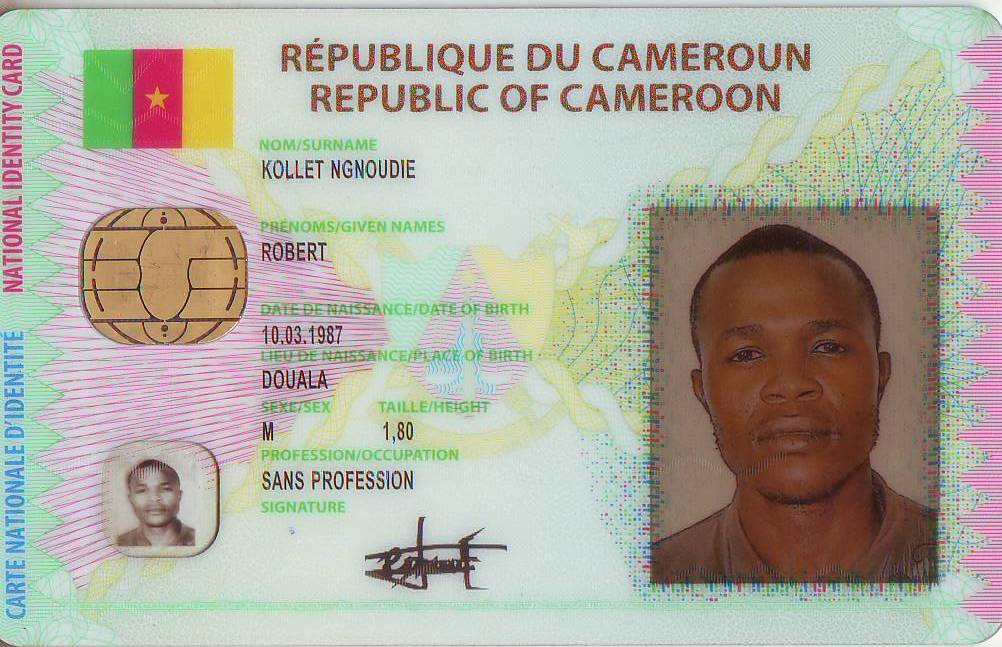 RÉPUBLIQUE DU CAMEROUN
REPUBLIC OF CAMEROON
NATIONAL IDENTITY CARD
CARTE NATIONALE D'IDENTITÉ
NOM/SURNAME
KOLLET NGNOUDIE
PRÉNOMS/GIVEN NAMES
ROBERT
DATE DE NAISSANCE/DATE OF BIRTH
10.03.1987
LIEU DE NAISSANCE/PLACE OF BIRTH
DOUALA
SEXE/SEX TAILLE/HEIGHT
M 1,80
PROFESSION/OCCUPATION
SANS PROFESSION
SIGNATURE